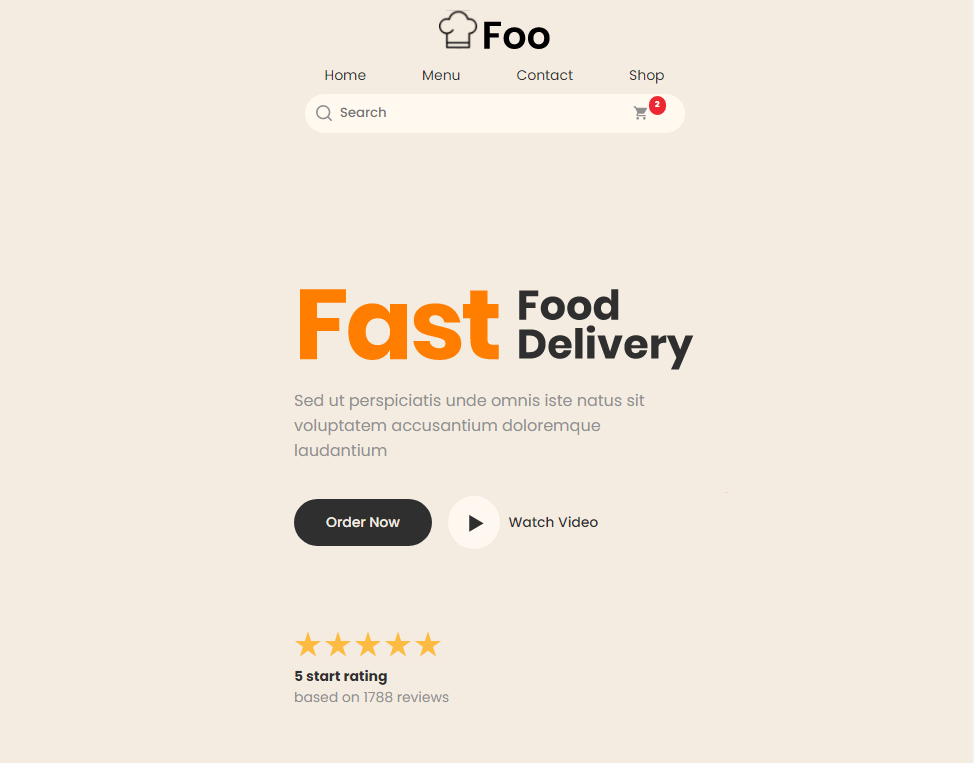 Foo
Home Menu Contact Shop
Search 2
Fast Food
Delivery
Sed ut perspiciatis unde omnis iste natus sit
voluptatem accusantium doloremque
laudantium
Order Now Watch Video
5 start rating
based on 1788 reviews